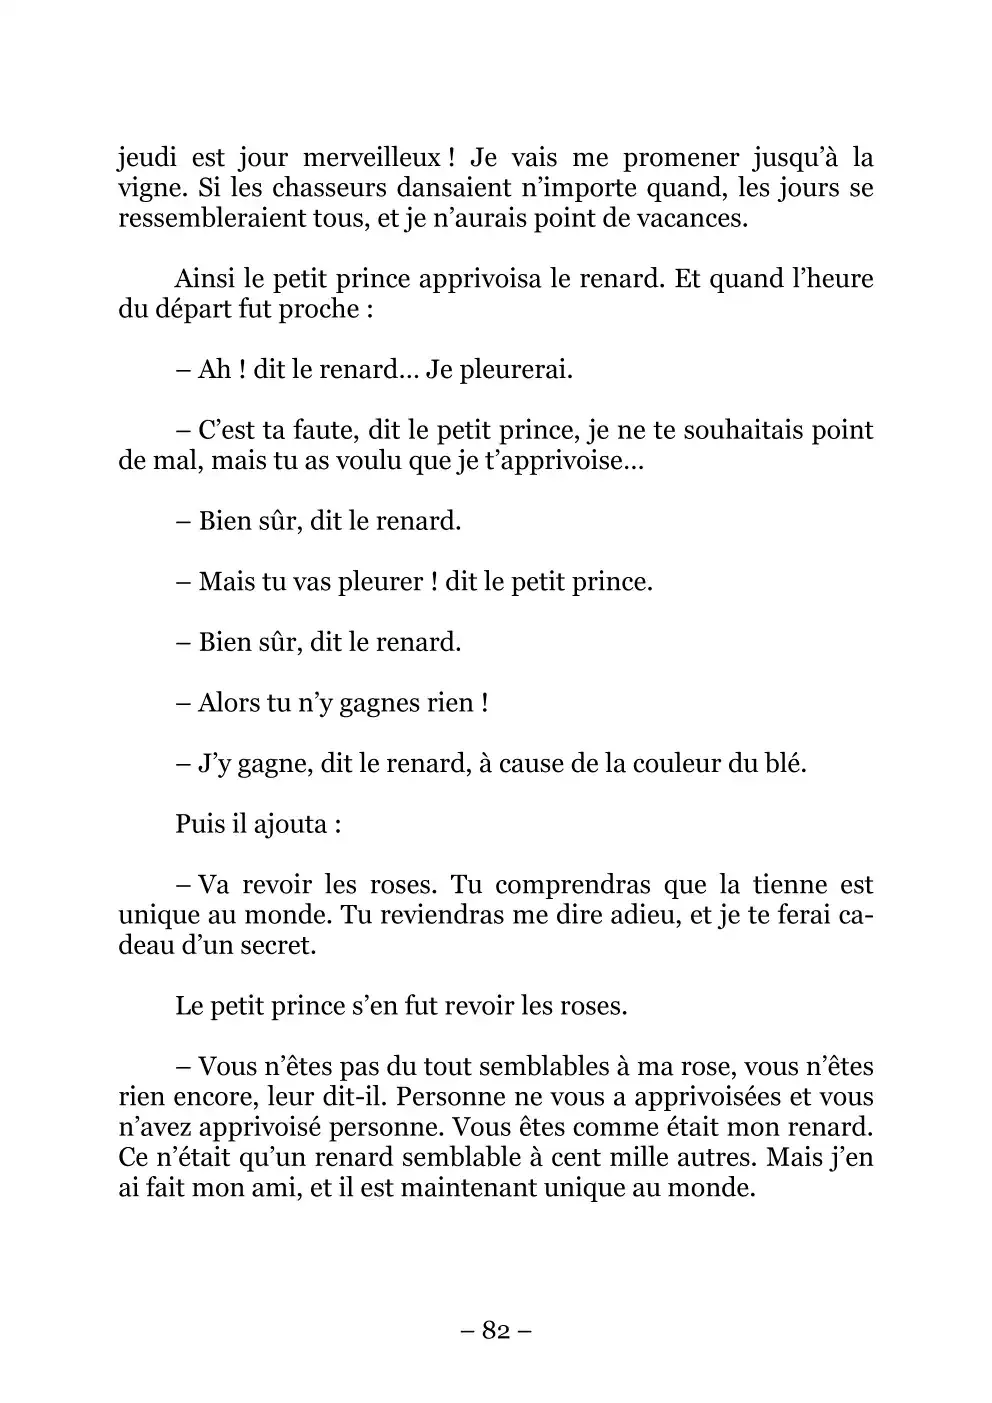 jeudi est jour merveilleux ! Je vais me promener jusqu’à la
vigne. Si les chasseurs dansaient n’importe quand, les jours se
ressembleraient tous, et je n’aurais point de vacances.
Ainsi le petit prince apprivoisa le renard. Et quand l’heure
du départ fut proche :
– Ah ! dit le renard… Je pleurerai.
– C’est ta faute, dit le petit prince, je ne te souhaitais point
de mal, mais tu as voulu que je t’apprivoise…
– Bien sûr, dit le renard.
– Mais tu vas pleurer ! dit le petit prince.
– Bien sûr, dit le renard.
– Alors tu n’y gagnes rien !
– J’y gagne, dit le renard, à cause de la couleur du blé.
Puis il ajouta :
– Va revoir les roses. Tu comprendras que la tienne est
unique au monde. Tu reviendras me dire adieu, et je te ferai ca-
deau d’un secret.
Le petit prince s’en fut revoir les roses.
– Vous n’êtes pas du tout semblables à ma rose, vous n’êtes
rien encore, leur dit-il. Personne ne vous a apprivoisées et vous
n’avez apprivoisé personne. Vous êtes comme était mon renard.
Ce n’était qu’un renard semblable à cent mille autres. Mais j’en
ai fait mon ami, et il est maintenant unique au monde.
– 82 –